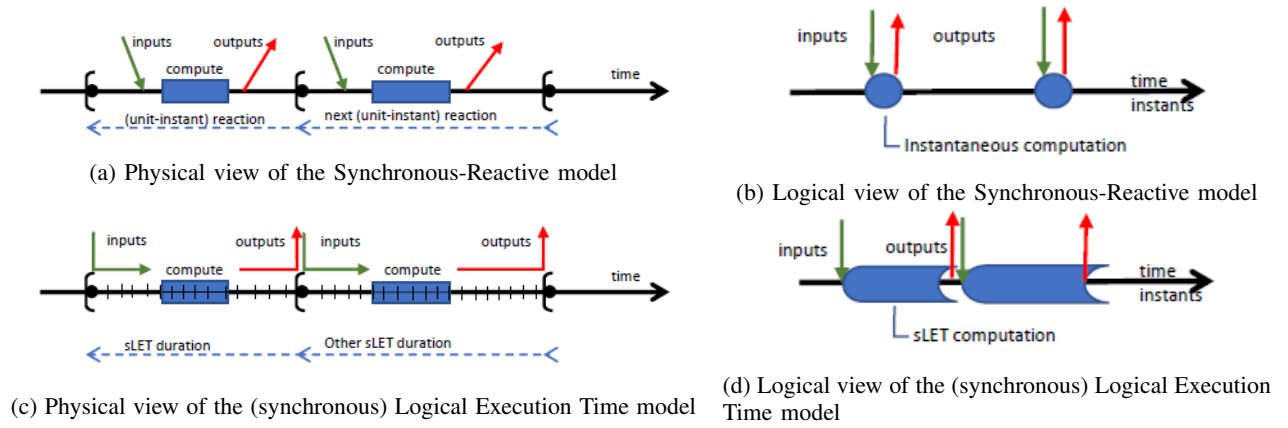 inputs outputs inputs outputs
compute compute time
(unit-instant) reaction next (unit-instant) reaction
(a) Physical view of the Synchronous-Reactive model
inputs outputs
time
instants
Instantaneous computation
(b) Logical view of the Synchronous-Reactive model
inputs outputs inputs outputs
compute compute time
sLET duration Other sLET duration
(c) Physical view of the (synchronous) Logical Execution Time model
inputs outputs
time
instants
sLET computation
(d) Logical view of the (synchronous) Logical Execution
Time model